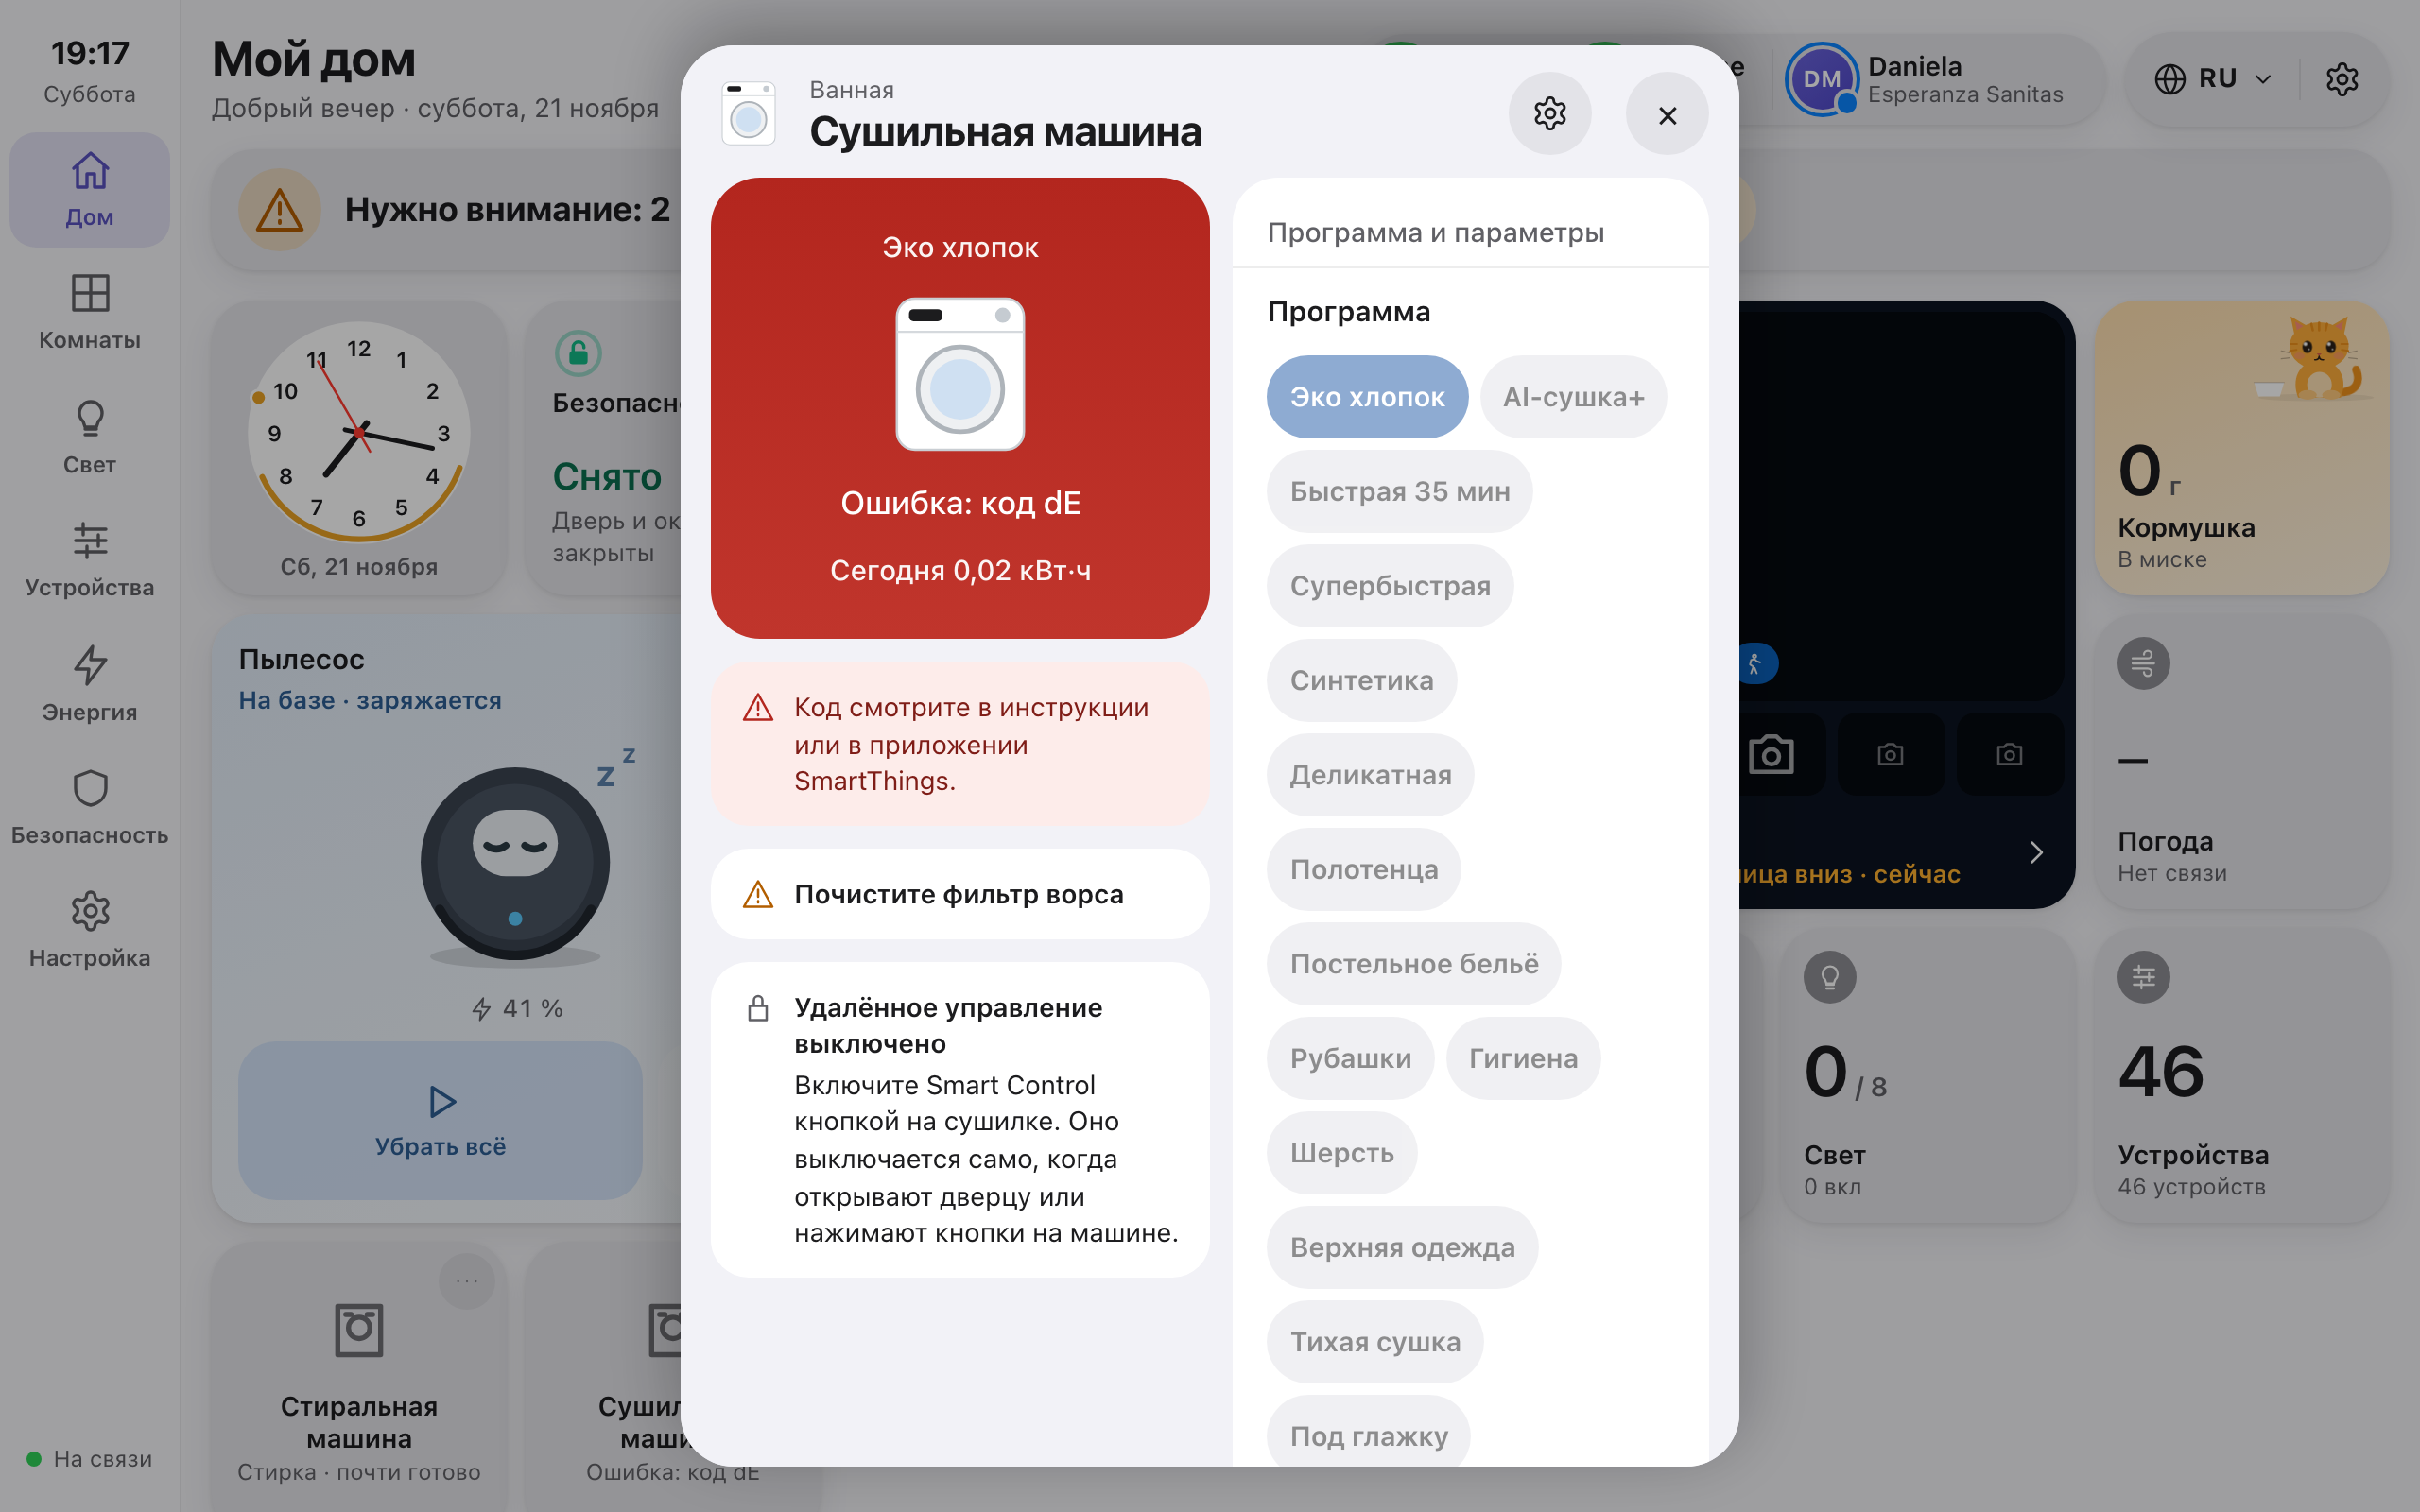 19:17
Суббота
Дом
Комнаты
Свет
Устройства
Энергия
Безопасность
Настройка
На связи
Мой дом
Добрый вечер · суббота, 21 ноября
DM
Daniela
Esperanza Sanitas
RU
Нужно внимание: 2
12
1
2
3
4
5
6
7
8
9
10
11
Сб, 21 ноября
Снято
Дверь и ок
закрыты
Пылесос
На базе · заряжается
z
z
41 %
Убрать всё
Стиральная
машина
Стирка · почти готово
Ошибка: код dE
Ванная
Сушильная машина
Эко хлопок
Ошибка: код dE
Сегодня 0,02 кВт·ч
Код смотрите в инструкции
или в приложении
SmartThings.
Почистите фильтр ворса
Удалённое управление
выключено
Включите Smart Control
кнопкой на сушилке. Оно
выключается само, когда
открывают дверцу или
нажимают кнопки на машине.
Программа и параметры
Программа
Эко хлопок
AI-сушка+
Быстрая 35 мин
Супербыстрая
Синтетика
Деликатная
Полотенца
Постельное бельё
Рубашки
Гигиена
Шерсть
Верхняя одежда
Тихая сушка
Под глажку
вниз · сейчас
0 г
Кормушка
В миске
–
Погода
Нет связи
0 / 8
Свет
0 вкл
46
Устройства
46 устройств